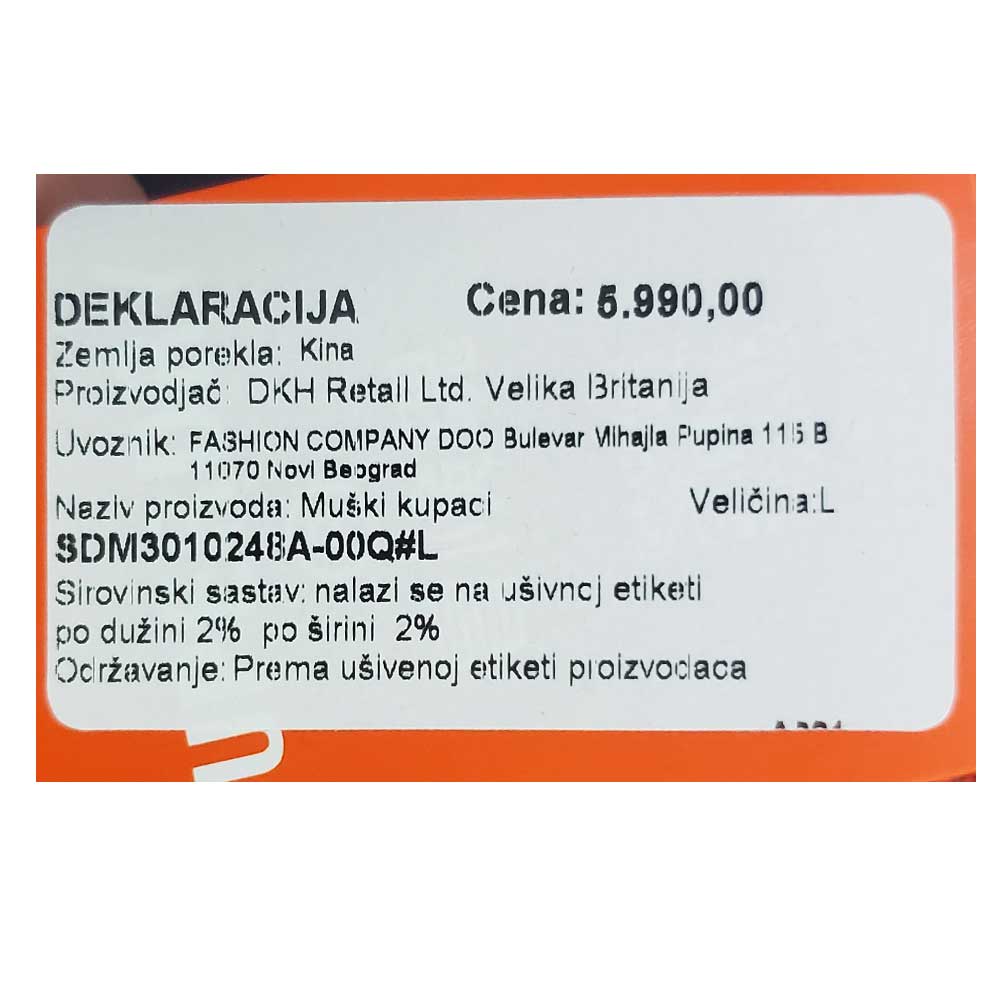 DEKLARACIJA Cena: 5.990,00
Zemlja porekla: Kina
Proizvodjač: DKH Retail Ltd. Velika Britanija
Uvoznik: FASHION COMPANY DOO Bulevar Mihajla Pupina 115 B
11070 Novi Beograd
Naziv proizvoda: Muški kupaci Veličina:L
SDM3010248A-00Q#L
Sirovinski sastav: nalazi se na ušivnoj etiketi
po dužini 2% po širini 2%
Održavanje: Prema ušivenoj etiketi proizvođaca